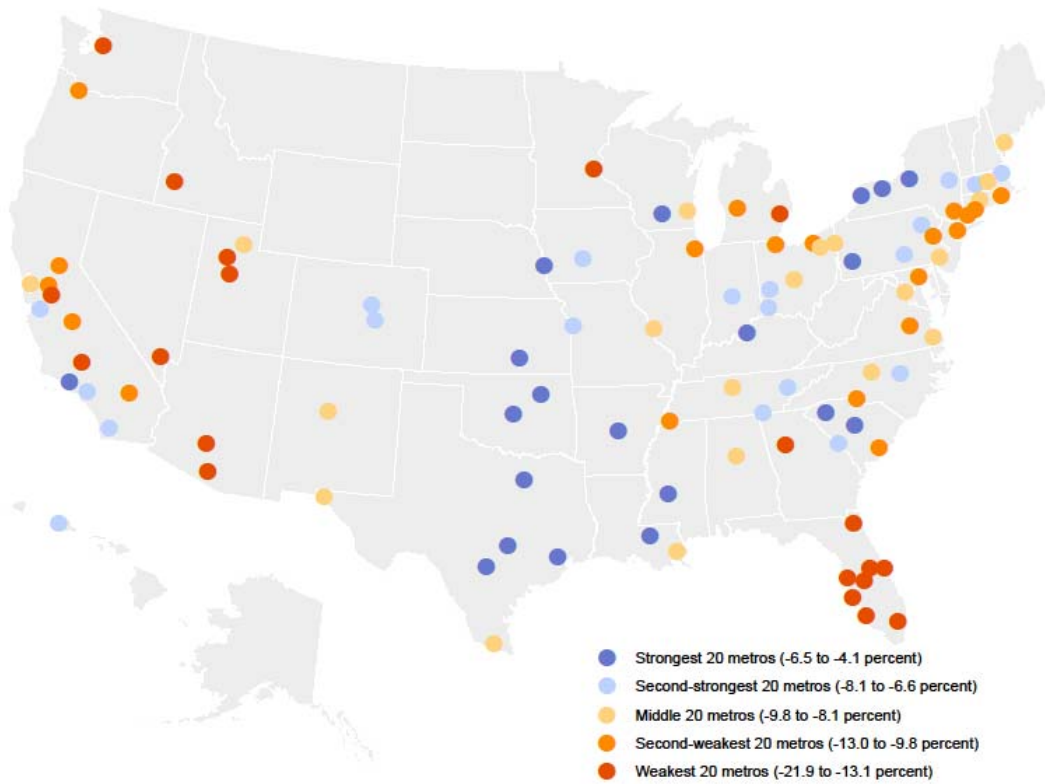 Strongest 20 metros (-6.5 to -4.1 percent)
Second-strongest 20 metros (-8.1 to -6.6 percent)
Middle 20 metros (-9.8 to -8.1 percent)
Second-weakest 20 metros (-13.0 to -9.8 percent)
Weakest 20 metros (-21.9 to -13.1 percent)